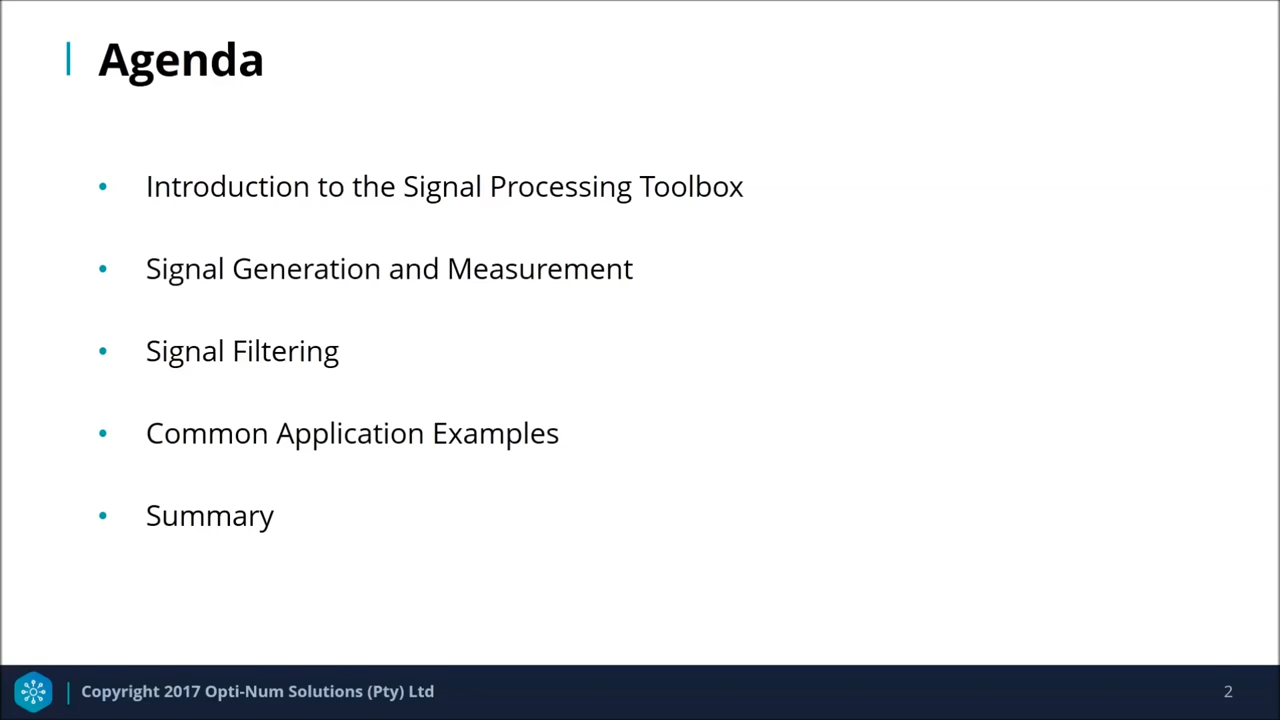 Agenda
• Introduction to the Signal Processing Toolbox
• Signal Generation and Measurement
• Signal Filtering
• Common Application Examples
• Summary
Copyright 2017 Opti-Num Solutions (Pty) Ltd
2